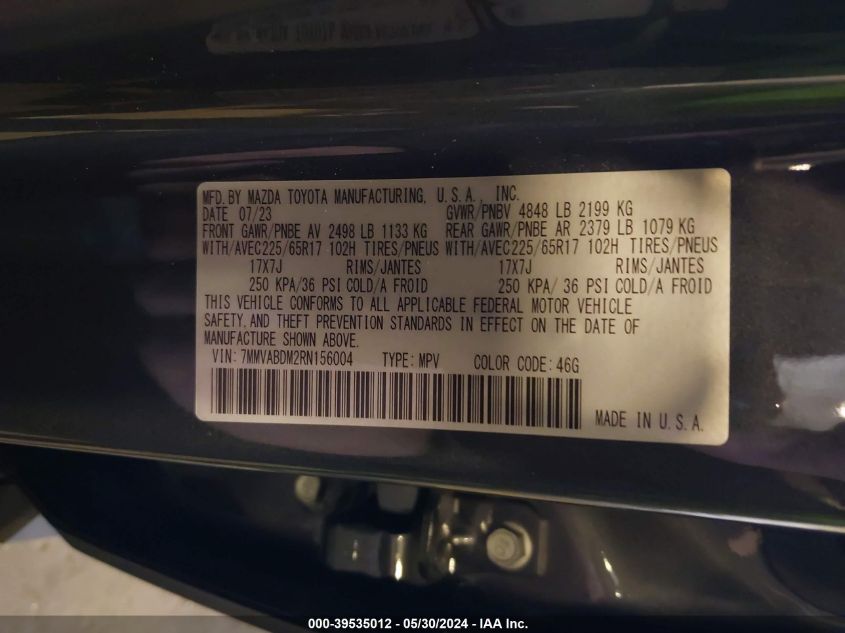 MFD. BY MAZDA TOYOTA MANUFACTURING, U.S.A. INC.
DATE 07/23 GVWR/PNBV 4848 LB 2199 KG
FRONT GAWR/PNBE AV 2498 LB 1133 KG REAR GAWR/PNBE AR 2379 LB 1079 KG
WITH/AVEC225/65R17 102H TIRES/PNEUS WITH/AVEC225/65R17 102H TIRES/PNEUS
17X7J RIMS/JANTES 17X7J RIMS/JANTES
250 KPA/36 PSI COLD/A FROID 250 KPA/ 36 PSI COLD/A FROID
THIS VEHICLE CONFORMS TO ALL APPLICABLE FEDERAL MOTOR VEHICLE
SAFETY, AND THEFT PREVENTION STANDARDS IN EFFECT ON THE DATE OF
MANUFACTURE SHOWN ABOVE.
VIN: 7MMVABDM2RN156004 TYPE: MPV COLOR CODE: 46G
MADE IN U.S.A.
000-39535012 - 05/30/2024 - IAA Inc.